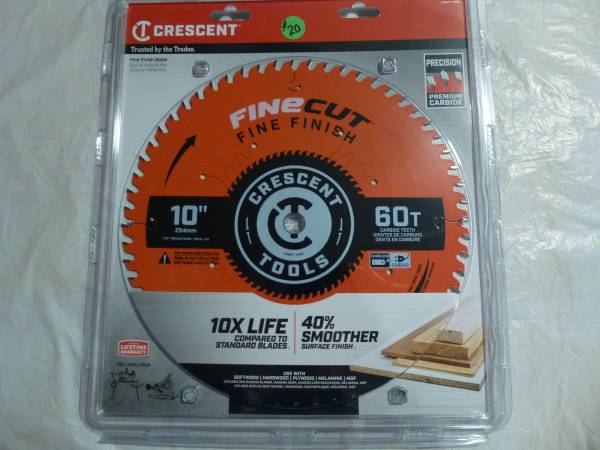 CRESCENT
$20
Trusted by the Trades.
Fine Finish Blade
PRECISION
PREMIUM
CARBIDE
FINECUT
FINE FINISH
CRESCENT
TOOLS
10"
254mm
60T
CARBIDE TEETH
DIENTES DE CARBURO
DENTS EN CARBURE
CORDLESS
CORDED
10X LIFE
COMPARED TO
STANDARD BLADES
40%
SMOOTHER
SURFACE FINISH
LIFETIME
WARRANTY
USE WITH
SOFTWOOD | HARDWOOD | PLYWOOD | MELAMINE | MDF